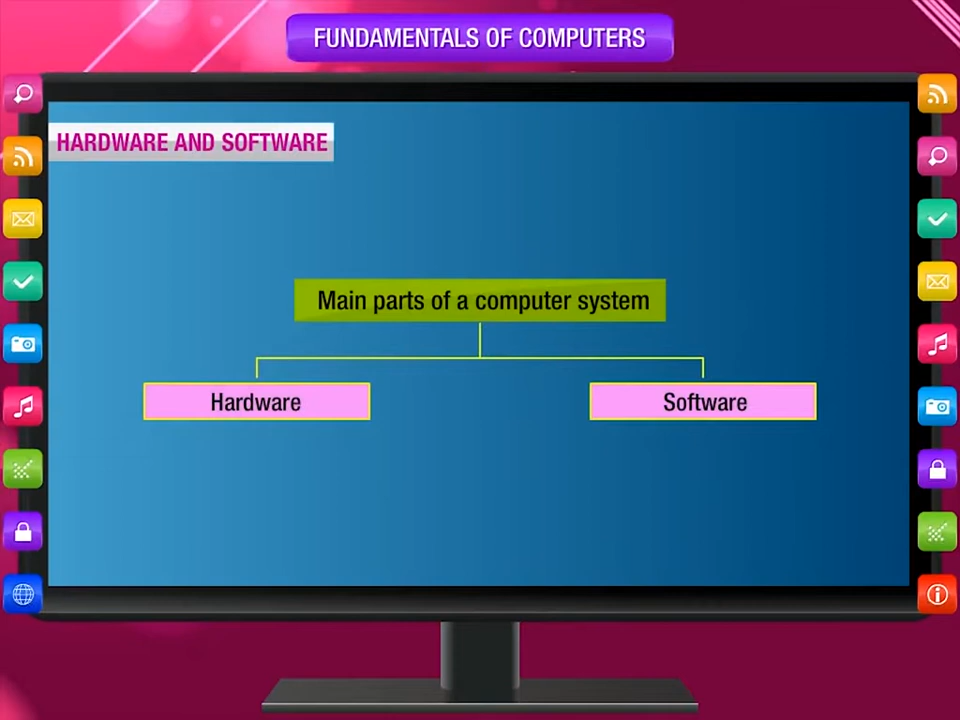 FUNDAMENTALS OF COMPUTERS
HARDWARE AND SOFTWARE
Main parts of a computer system
Hardware
Software